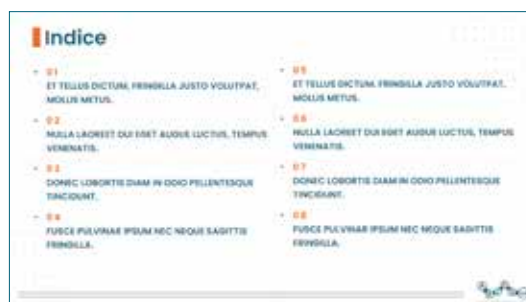 Indice
01
ET TELLUS DICTUM, FRINGILLA JUSTO VOLUTPAT,
MOLLIS METUS.
02
NULLA LAOREET DUI EGET AUGUE LUCTUS, TEMPUS
VENENATIS.
03
DONEC LOBORTIS DIAM IN ODIO PELLENTESQUE
TINCIDUNT.
04
FUSCE PULVINAR IPSUM NEC NEQUE SAGITTIS
FRINGILLA.
05
ET TELLUS DICTUM, FRINGILLA JUSTO VOLUTPAT,
MOLLIS METUS.
06
NULLA LAOREET DUI EGET AUGUE LUCTUS, TEMPUS
VENENATIS.
07
DONEC LOBORTIS DIAM IN ODIO PELLENTESQUE
TINCIDUNT.
08
FUSCE PULVINAR IPSUM NEC NEQUE SAGITTIS
FRINGILLA.